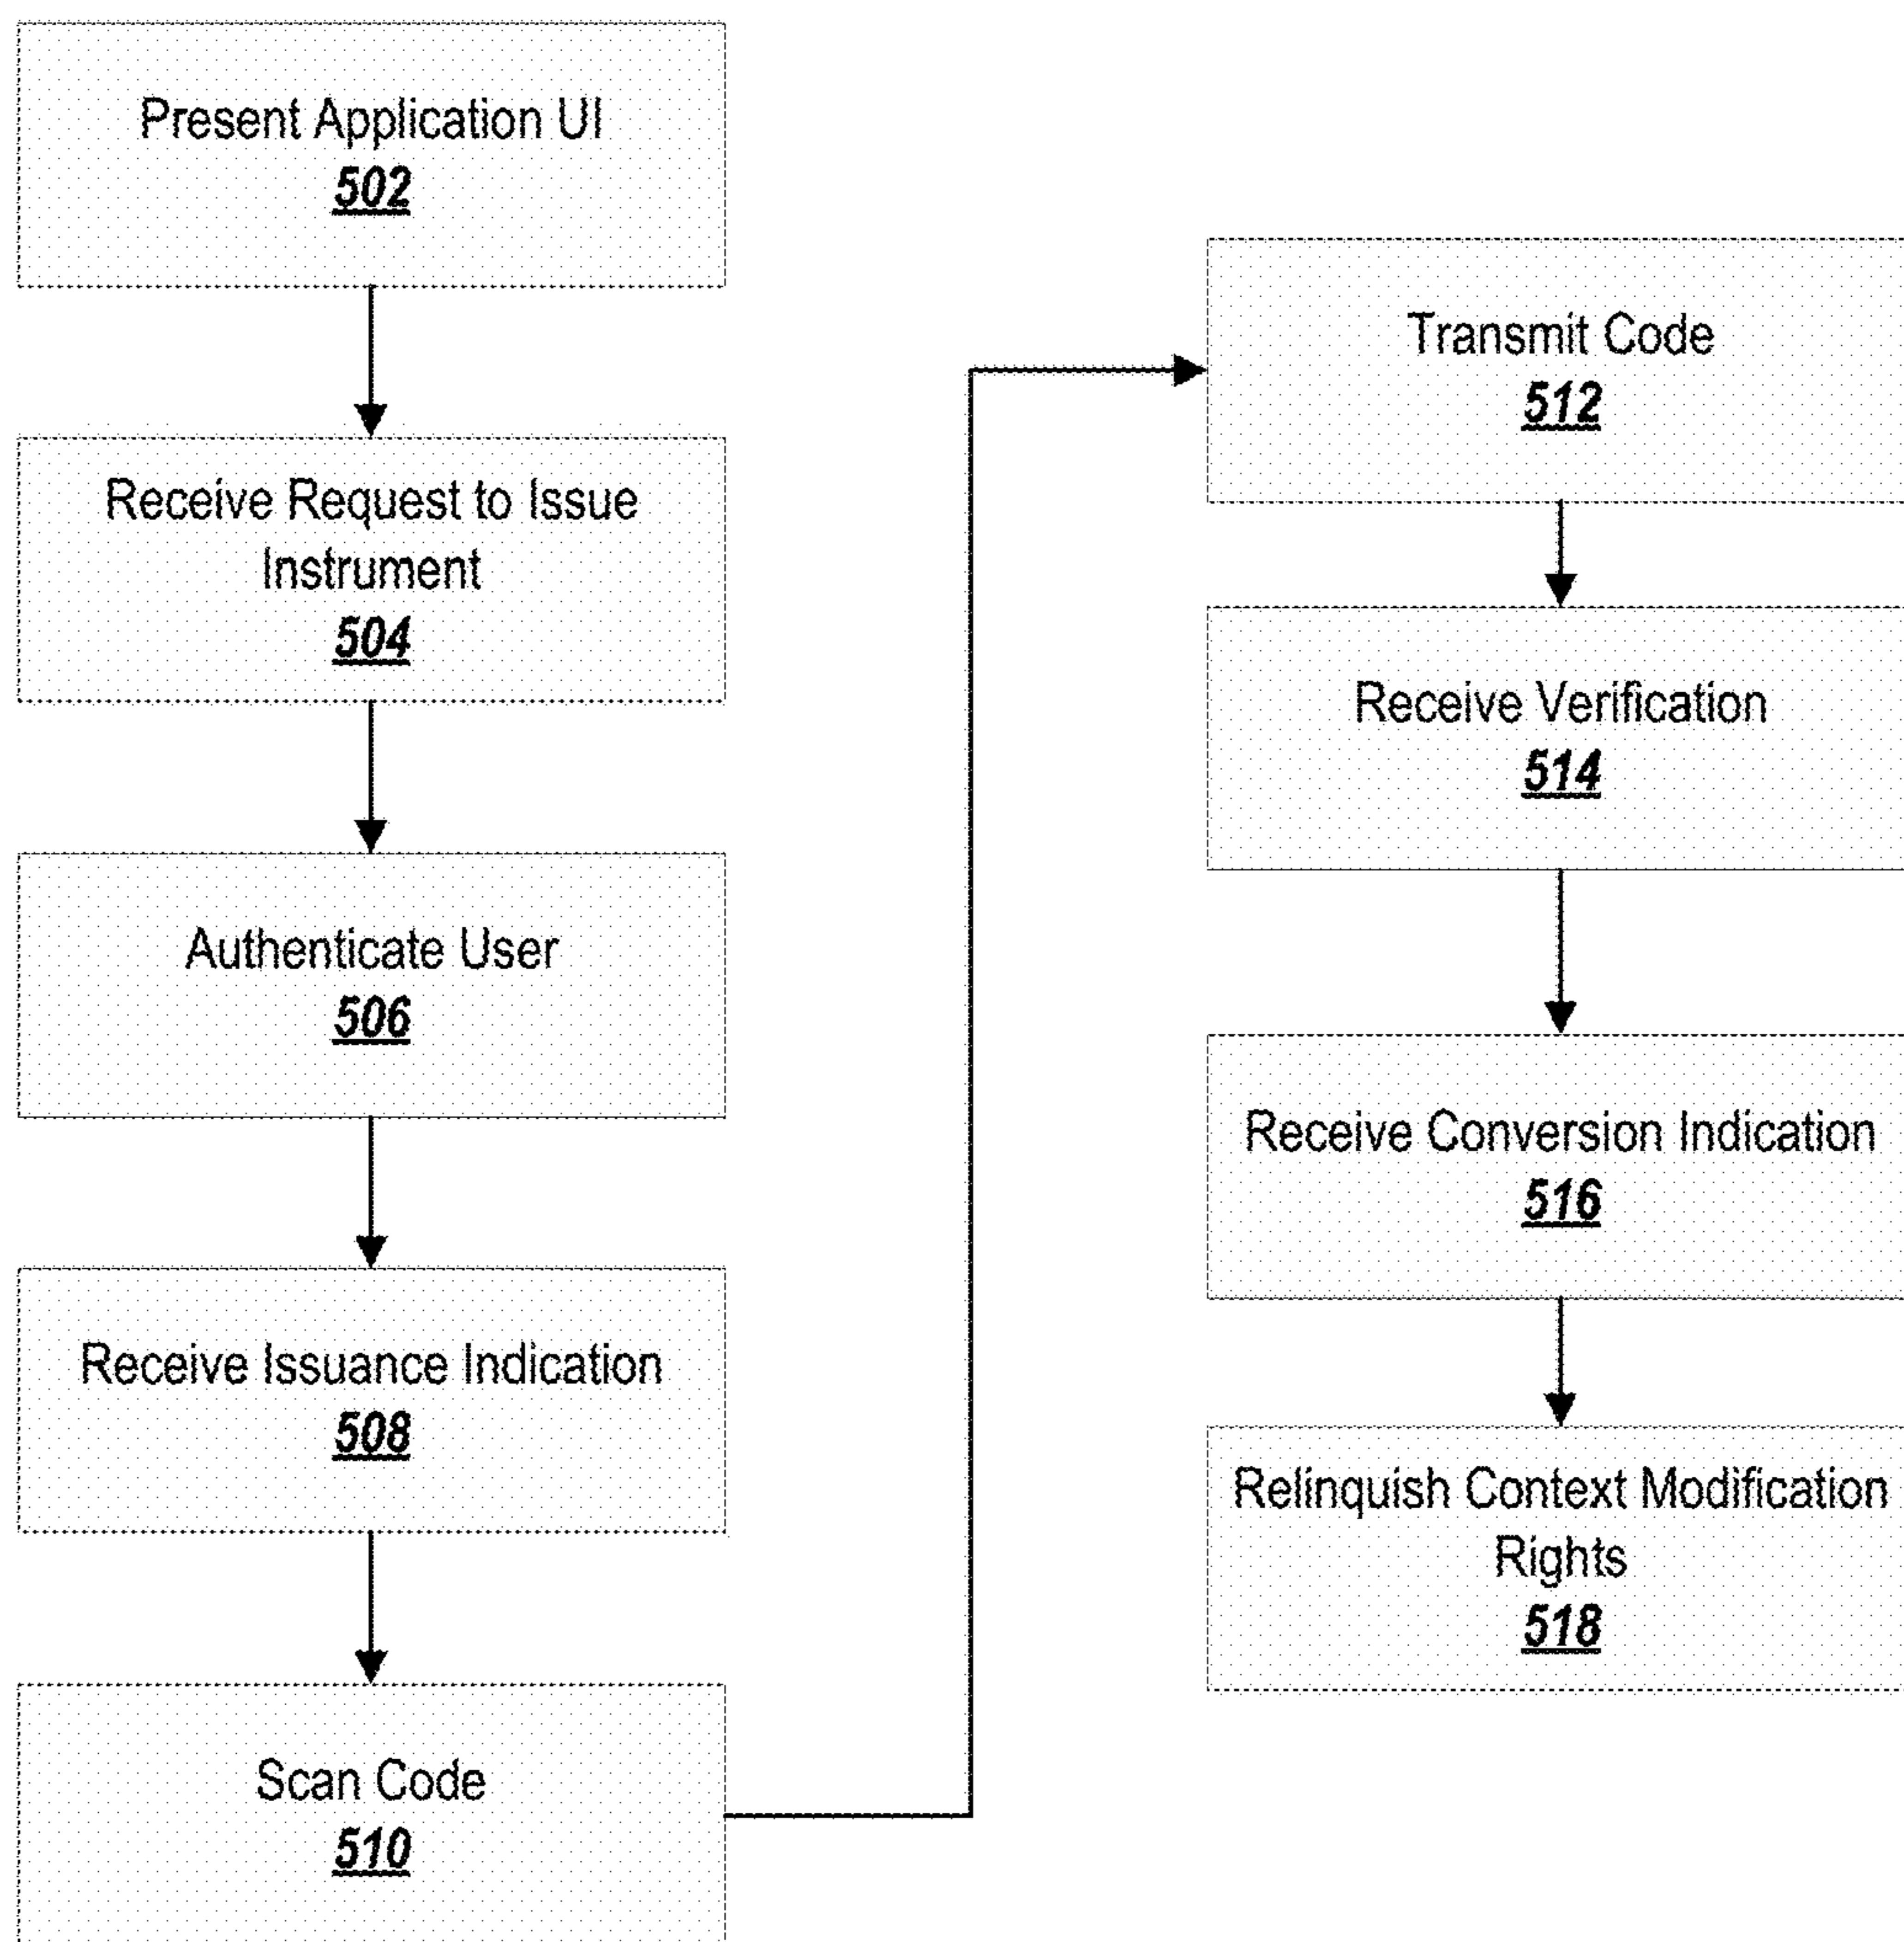 Present Application UI
502
Receive Request to Issue
Instrument
504
Authenticate User
506
Receive Issuance Indication
508
Scan Code
510
Transmit Code
512
Receive Verification
514
Receive Conversion Indication
516
Relinquish Context Modification
Rights
518